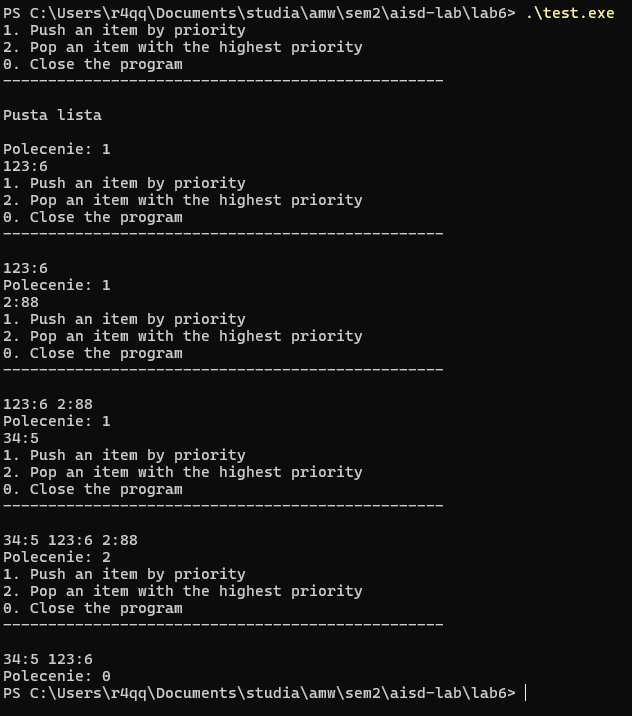 PS C:\Users\r4qq\Documents\studia\amw\sem2\aisd-lab\lab6> .\test.exe
1. Push an item by priority
2. Pop an item with the highest priority
0. Close the program
-------------------------------------------------
Pusta lista
Polecenie: 1
123:6
1. Push an item by priority
2. Pop an item with the highest priority
0. Close the program
-------------------------------------------------
123:6
Polecenie: 1
2:88
1. Push an item by priority
2. Pop an item with the highest priority
0. Close the program
-------------------------------------------------
123:6 2:88
Polecenie: 1
34:5
1. Push an item by priority
2. Pop an item with the highest priority
0. Close the program
-------------------------------------------------
34:5 123:6 2:88
Polecenie: 2
1. Push an item by priority
2. Pop an item with the highest priority
0. Close the program
-------------------------------------------------
34:5 123:6
Polecenie: 0
PS C:\Users\r4qq\Documents\studia\amw\sem2\aisd-lab\lab6>